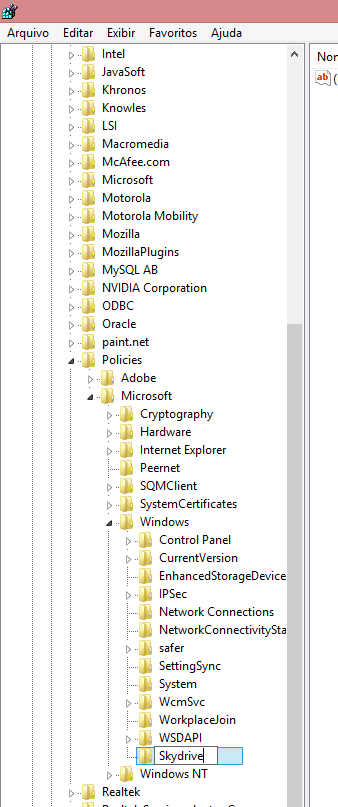 Arquivo Editar Exibir Favoritos Ajuda
Intel
JavaSoft
Khronos
Knowles
LSI
Macromedia
McAfee.com
Microsoft
Motorola
Motorola Mobility
Mozilla
MozillaPlugins
MySQL AB
NVIDIA Corporation
ODBC
Oracle
paint.net
Policies
Adobe
Microsoft
Cryptography
Hardware
Internet Explorer
Peernet
SQMClient
SystemCertificates
Windows
Control Panel
CurrentVersion
EnhancedStorageDevice
IPSec
Network Connections
NetworkConnectivitySta
safer
SettingSync
System
WcmSvc
WorkplaceJoin
WSDAPI
Skydrive
Windows NT
Realtek
Nor
ab (